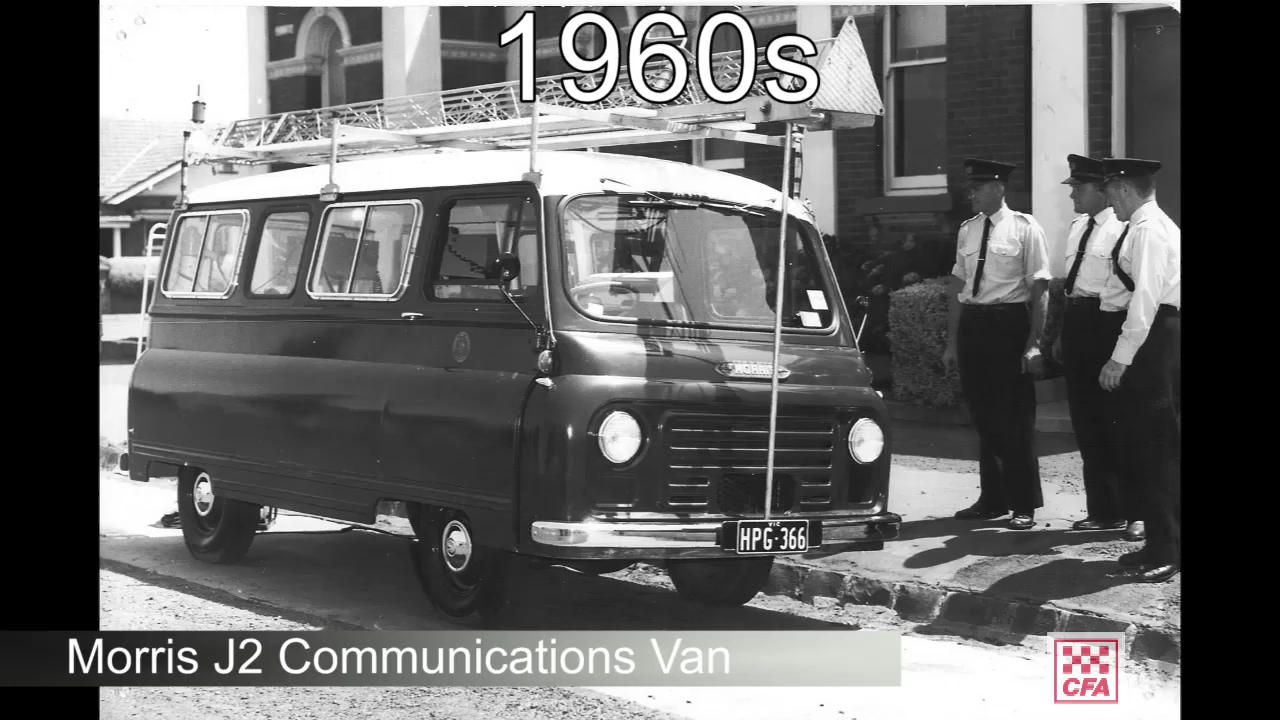 1960s
MORRIS
VIC
HPG·366
Morris J2 Communications Van
CFA